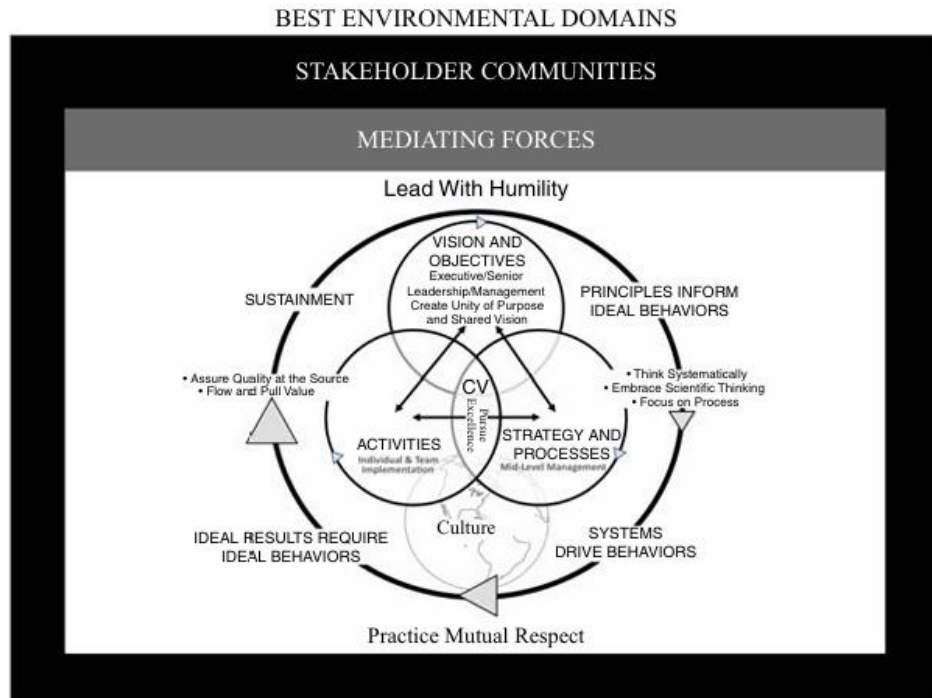 BEST ENVIRONMENTAL DOMAINS
STAKEHOLDER COMMUNITIES
MEDIATING FORCES
Lead With Humility
VISION AND
OBJECTIVES
Executive/Senior
Leadership/Management
Create Unity of Purpose
and Shared Vision
SUSTAINMENT
PRINCIPLES INFORM
IDEAL BEHAVIORS
• Assure Quality at the Source
• Flow and Pull Value
• Think Systematically
• Embrace Scientific Thinking
• Focus on Process
CV
Pursue
Excellence
ACTIVITIES
Individual & Team
Implementation
STRATEGY AND
PROCESSES
Mid-Level Management
Culture
IDEAL RESULTS REQUIRE
IDEAL BEHAVIORS
SYSTEMS
DRIVE BEHAVIORS
Practice Mutual Respect